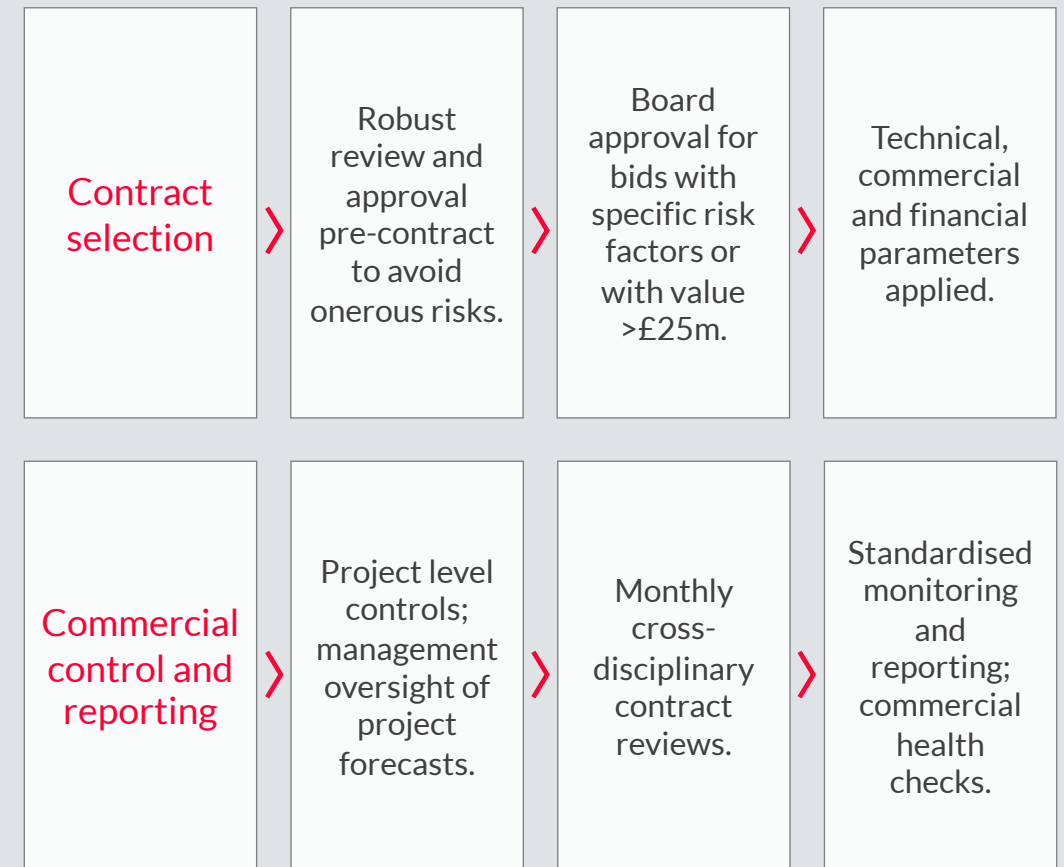 Contract
selection
Robust
review and
approval
pre-contract
to avoid
onerous risks.
Board
approval for
bids with
specific risk
factors or
with value
>£25m.
Technical,
commercial
and financial
parameters
applied.
Commercial
control and
reporting
Project level
controls;
management
oversight of
project
forecasts.
Monthly
cross-
disciplinary
contract
reviews.
Standardised
monitoring
and
reporting;
commercial
health
checks.